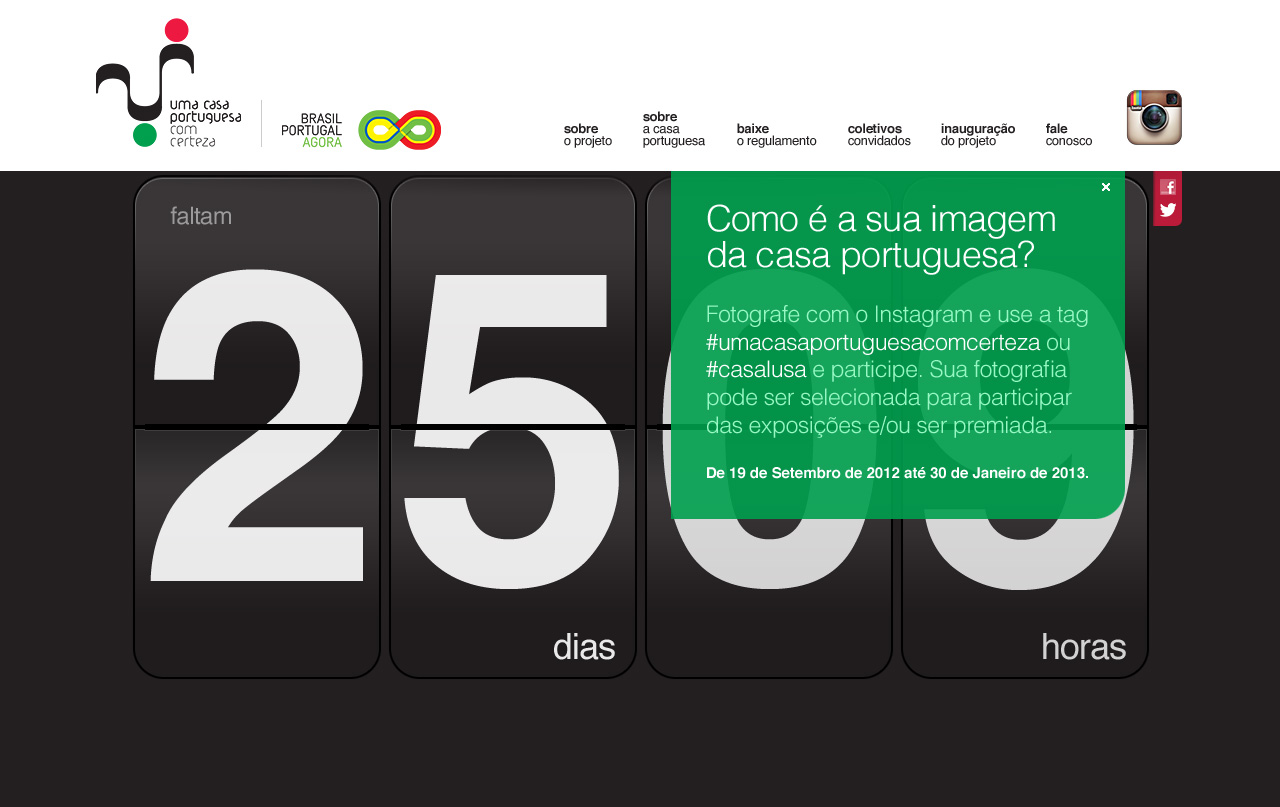 uma casa
portuguesa
com
certeza
BRASIL
PORTUGAL
AGORA
sobre
o projeto
sobre
a casa
portuguesa
baixe
o regulamento
coletivos
convidados
inauguração
do projeto
fale
conosco
faltam
25
dias
09
horas
Como é a sua imagem
da casa portuguesa?
Fotografe com o Instagram e use a tag
#umacasaportuguesacomcerteza ou
#casalusa e participe. Sua fotografia
pode ser selecionada para participar
das exposições e/ou ser premiada.
De 19 de Setembro de 2012 até 30 de Janeiro de 2013.